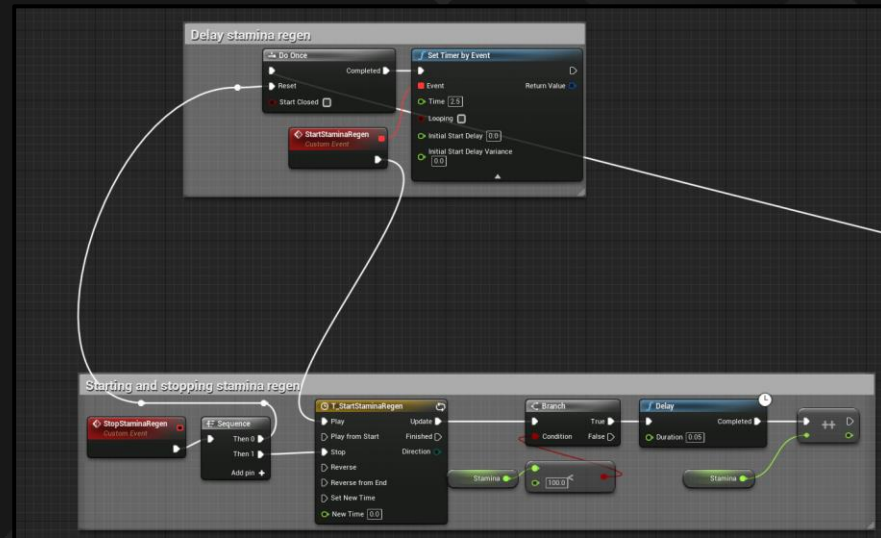 Delay stamina regen
Do Once
Completed
Reset
Start Closed
Set Timer by Event
Event
Return Value
Time 2.5
Looping
Initial Start Delay 0.0
Initial Start Delay Variance
0.0
StartStaminaRegen
Custom Event
Starting and stopping stamina regen
StopStaminaRegen
Custom Event
Sequence
Then 0
Then 1
Add pin +
T_StartStaminaRegen
Play
Update
Play from Start
Finished
Stop
Direction
Reverse
Reverse from End
Set New Time
New Time 0.0
Branch
True
Condition
False
Stamina
100.0
<
Delay
Completed
Duration 0.05
Stamina
++